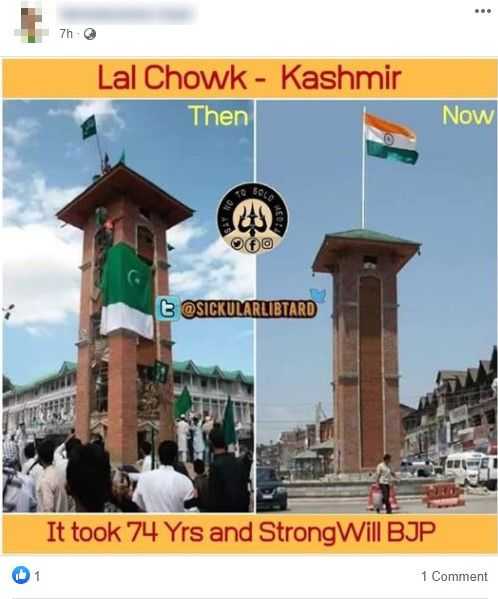 7h ·
Lal Chowk - Kashmir
Then
Now
SAY NO TO SOLD MEDIA
@SICKULARLIBTARD
It took 74 Yrs and StrongWill BJP
1
1 Comment